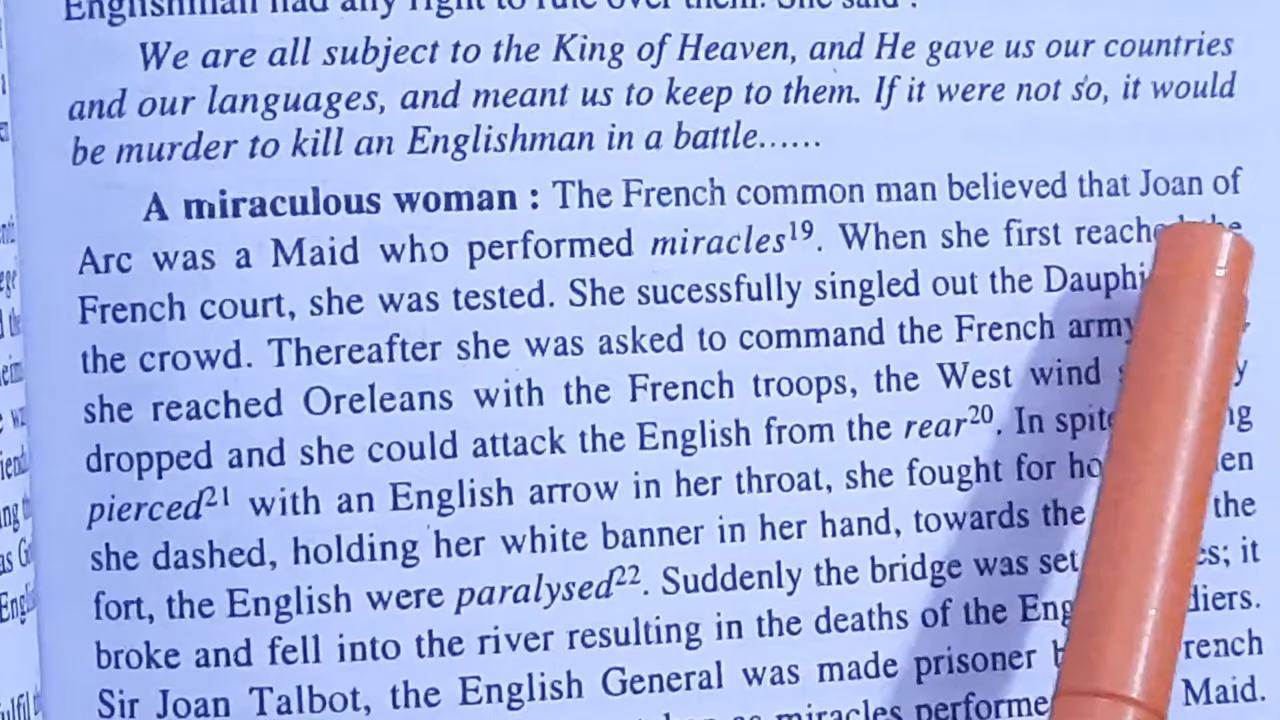 Englishman had any right to rule over them. She said :
We are all subject to the King of Heaven, and He gave us our countries
and our languages, and meant us to keep to them. If it were not so, it would
be murder to kill an Englishman in a battle......
A miraculous woman : The French common man believed that Joan of
Arc was a Maid who performed miracles19. When she first reached the
French court, she was tested. She sucessfully singled out the Dauphi
the crowd. Thereafter she was asked to command the French army
she reached Oreleans with the French troops, the West wind
dropped and she could attack the English from the rear20. In spite
pierced21 with an English arrow in her throat, she fought for
she dashed, holding her white banner in her hand, towards the the
fort, the English were paralysed22. Suddenly the bridge was set it
broke and fell into the river resulting in the deaths of the
Sir Joan Talbot, the English General was made prisoner
miracles Maid.